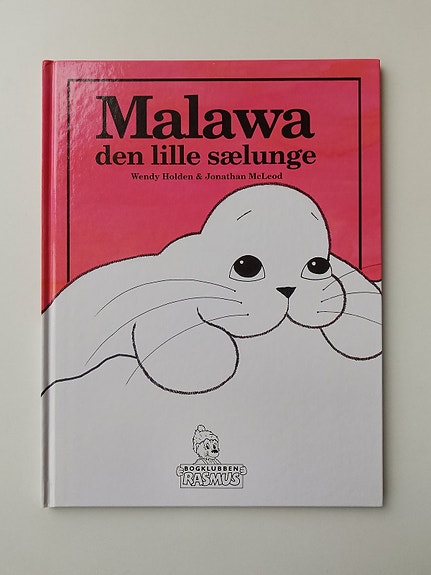 Malawa
den lille sælunge
Wendy Holden & Jonathan McLeod
BOGKLUBBEN
RASMUS